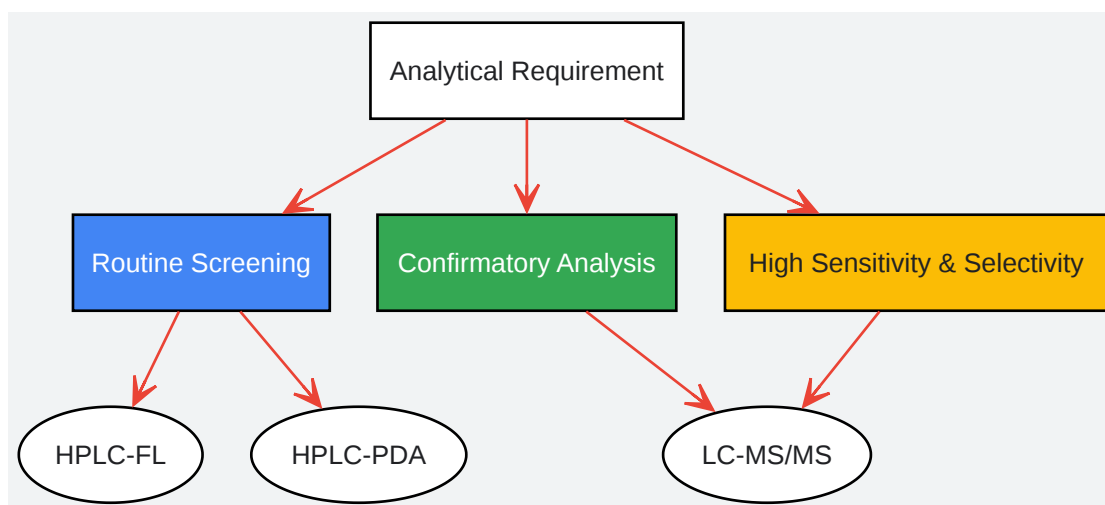 Analytical Requirement
Routine Screening
Confirmatory Analysis
High Sensitivity & Selectivity
HPLC-FL
HPLC-PDA
LC-MS/MS